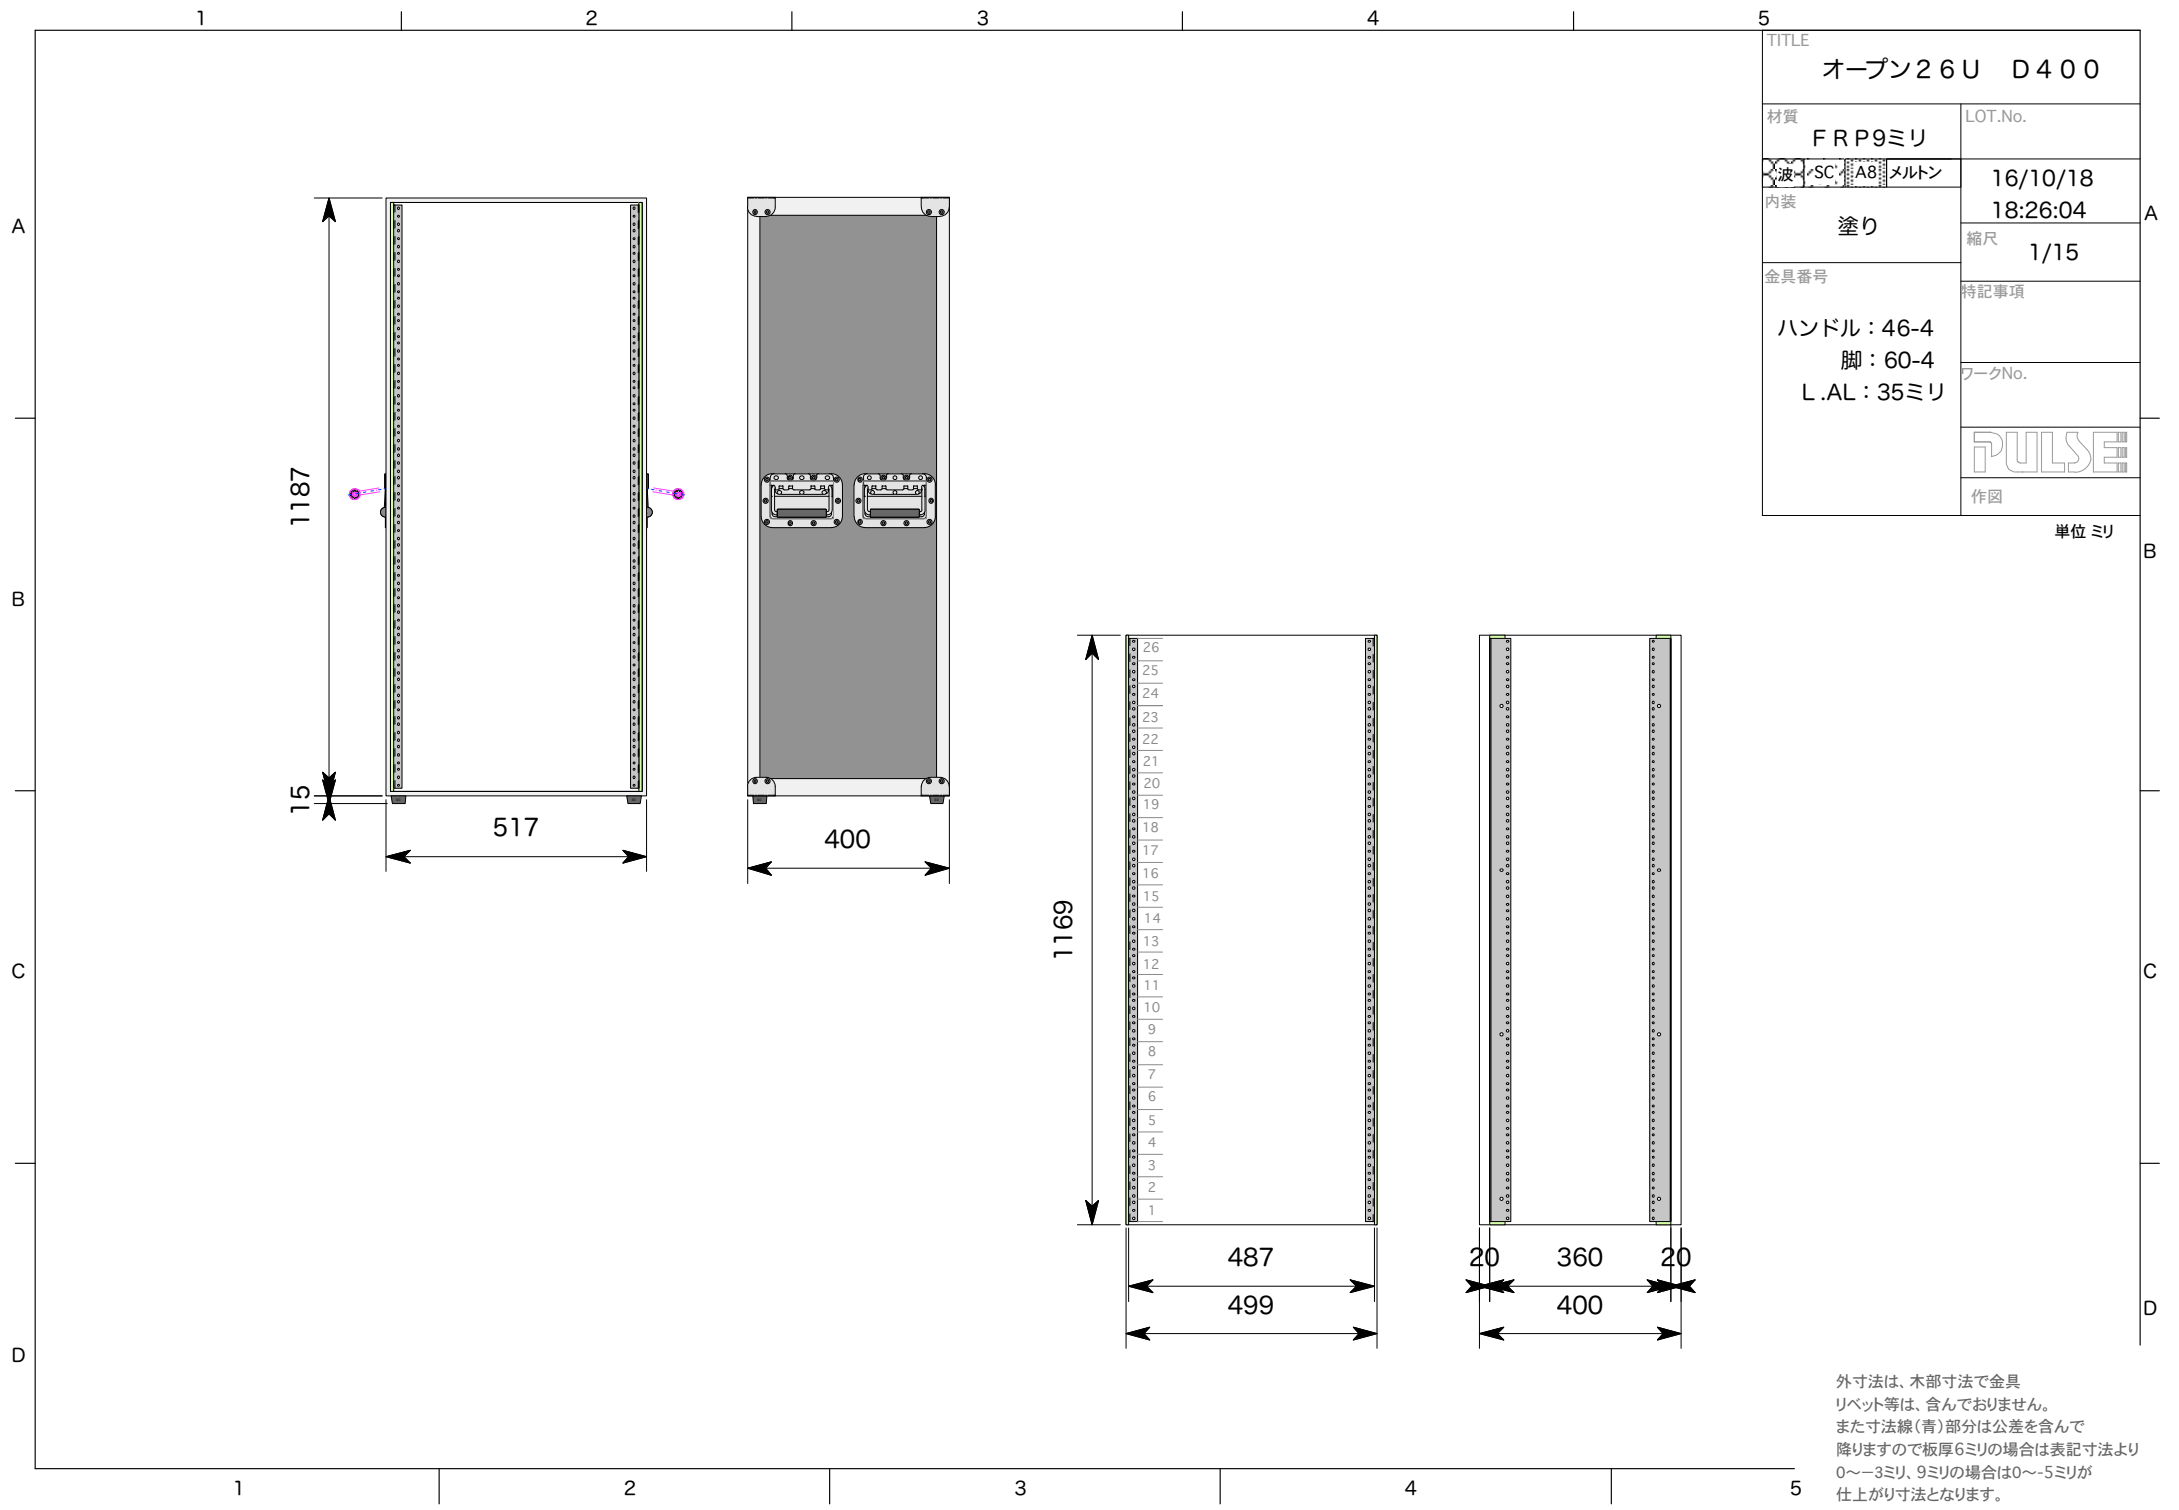 1 2 3 4 5
TITLE
オープン２６Ｕ　Ｄ４００
材質
ＦＲＰ9ミリ
LOT.No.
波 SC A8 メルトン
16/10/18
18:26:04
内装
塗り
縮尺
1/15
金具番号
特記事項
ハンドル：46-4
脚：60-4
Ｌ.AL：35ミリ
ワークNo.
PULSE
作図
単位 ミリ
A
A
B
B
C
C
D
D
1187
15
517
400
1169
26
25
24
23
22
21
20
19
18
17
16
15
14
13
12
11
10
9
8
7
6
5
4
3
2
1
487
499
20 360 20
400
外寸法は、木部寸法で金具
リベット等は、含んでおりません。
また寸法線（青）部分は公差を含んで
降りますので板厚6ミリの場合は表記寸法より
0〜−3ミリ、9ミリの場合は0〜-5ミリが
仕上がり寸法となります。
1 2 3 4 5